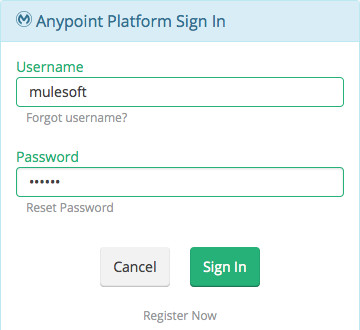 Anypoint Platform Sign In
Username
mulesoft
Forgot username?
Password
••••••
Reset Password
Cancel Sign In
Register Now